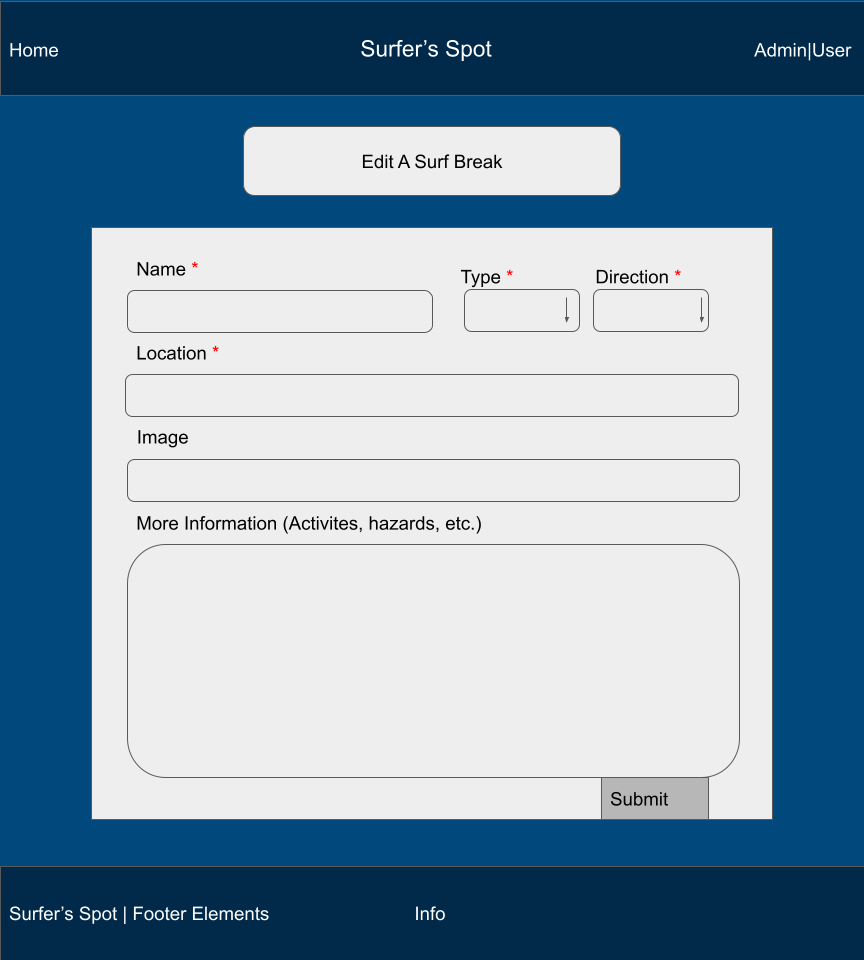 Home
Surfer’s Spot
Admin|User
Edit A Surf Break
Name *
Type *
Direction *
Location *
Image
More Information (Activites, hazards, etc.)
Submit
Surfer’s Spot | Footer Elements
Info